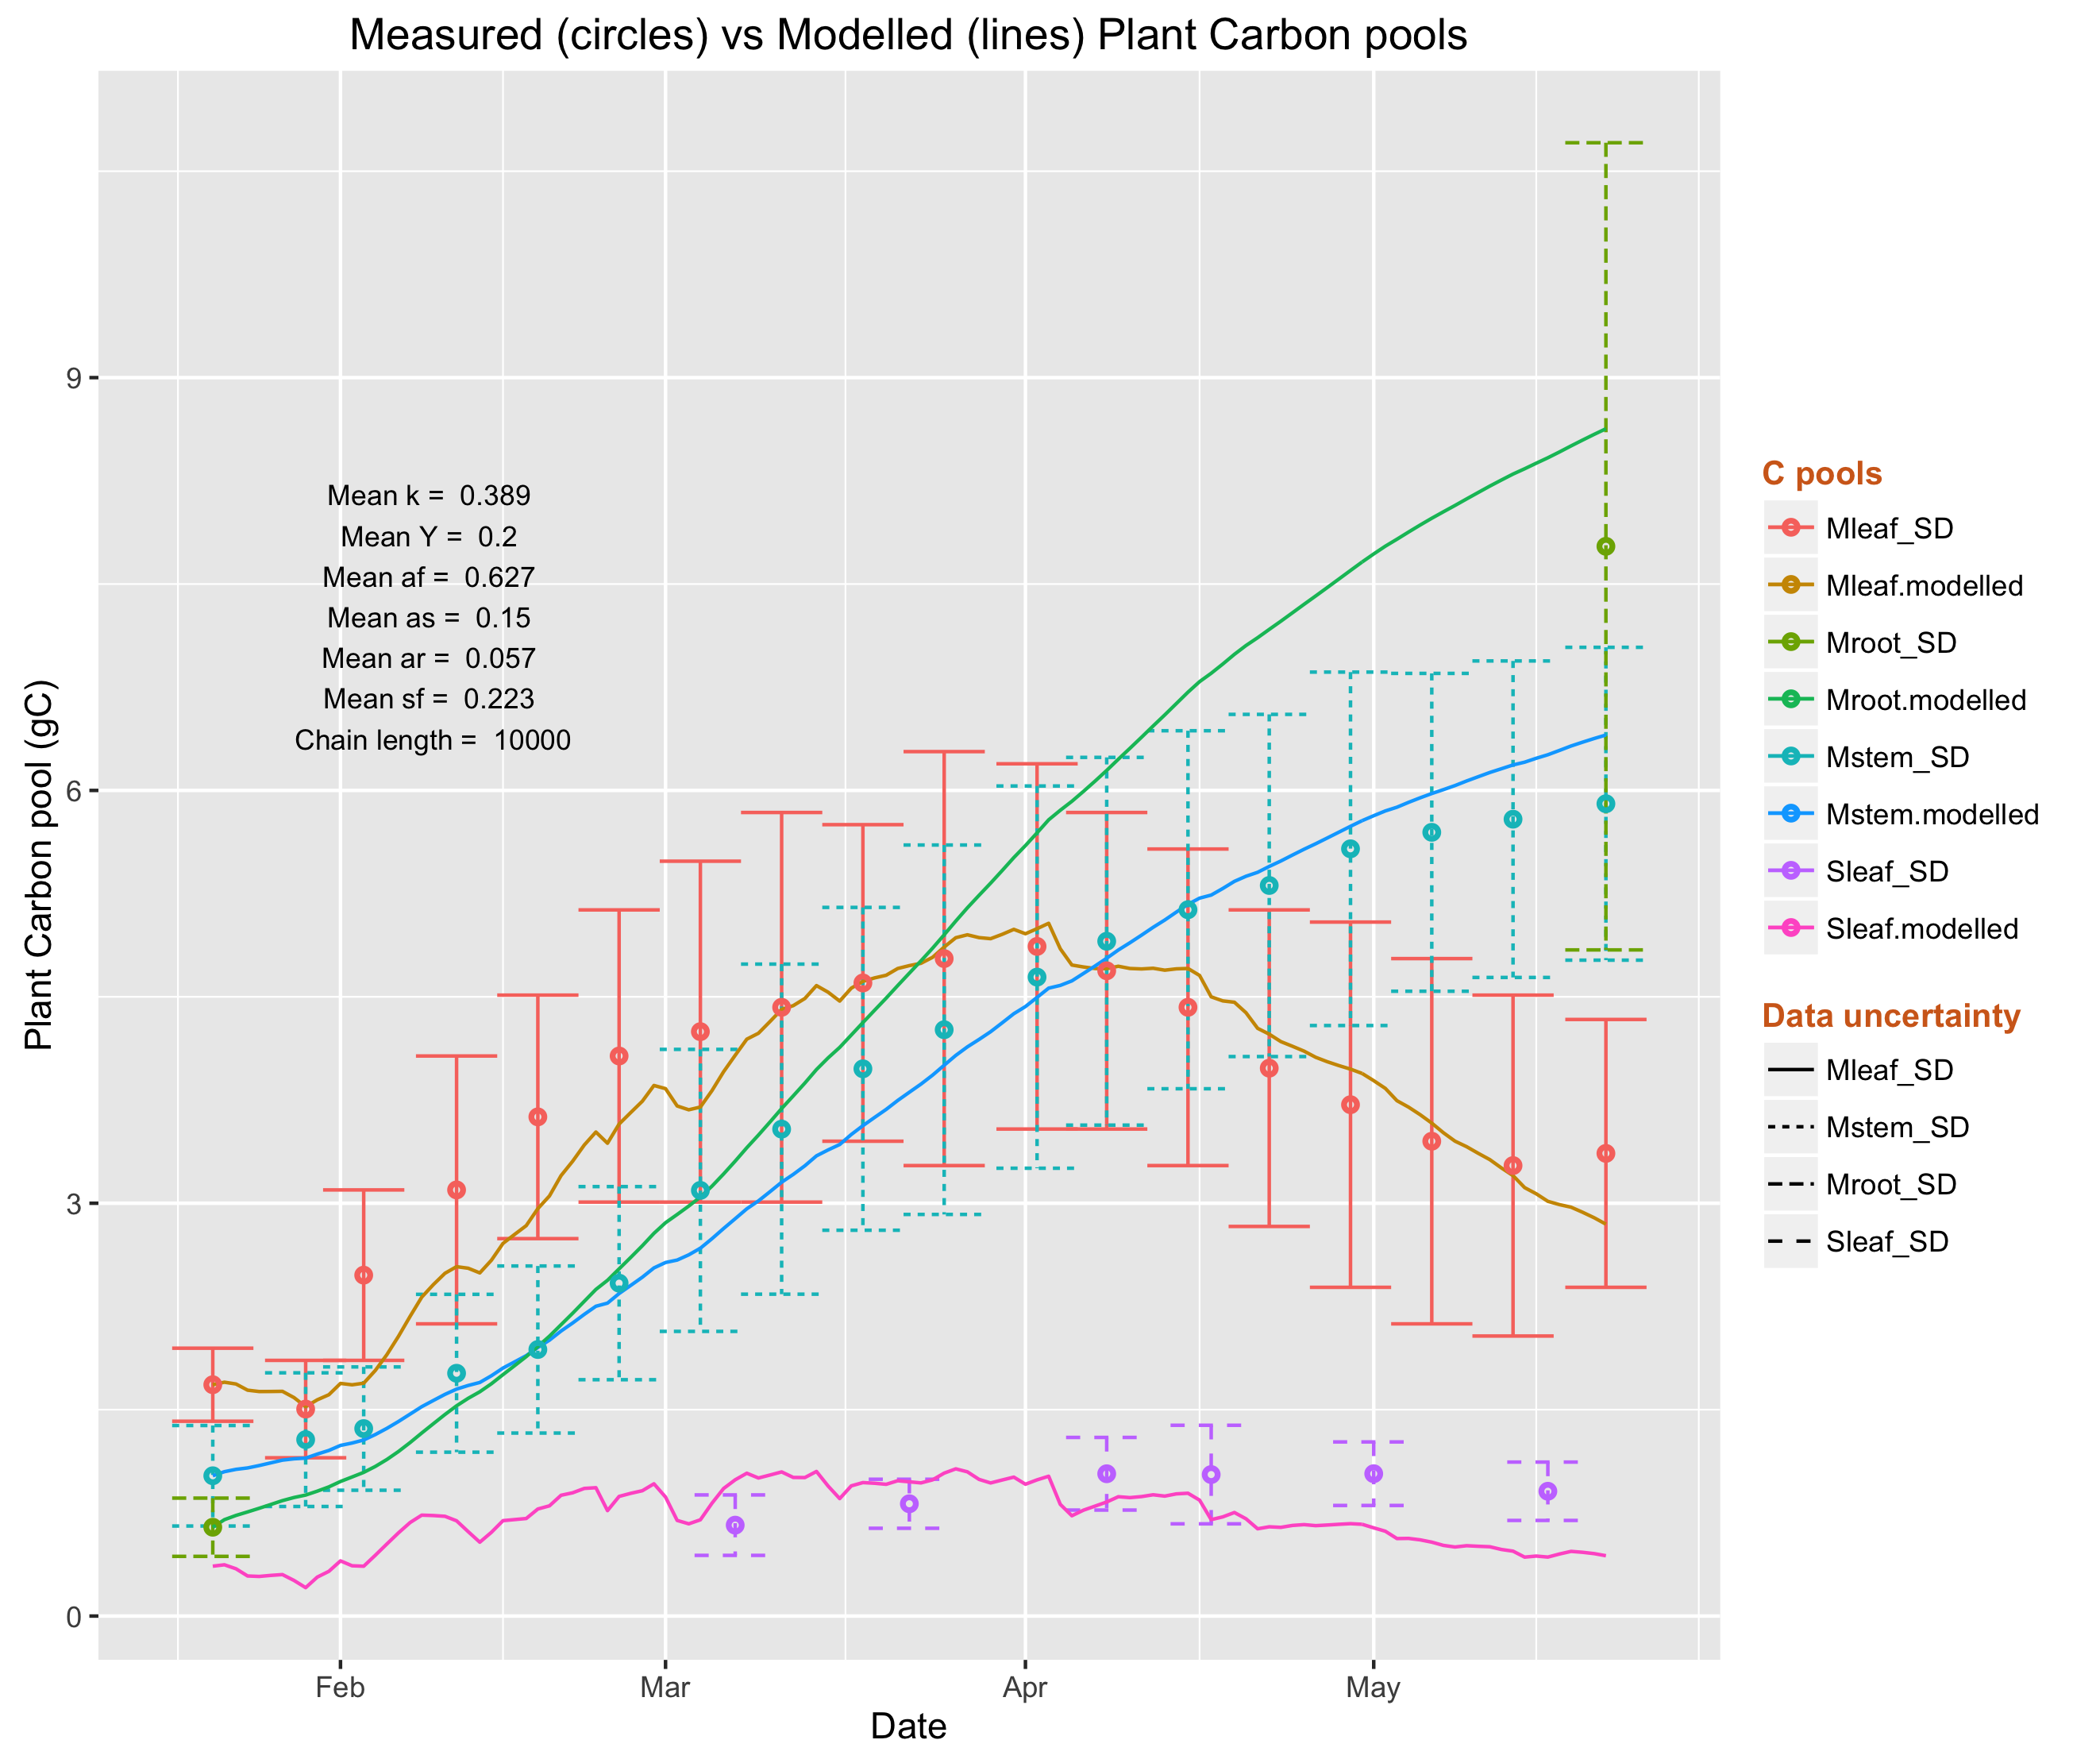 Measured (circles) vs Modelled (lines) Plant Carbon pools
Plant Carbon pool (gC)
9
6
3
0
Mean k = 0.389
Mean Y = 0.2
Mean af = 0.627
Mean as = 0.15
Mean ar = 0.057
Mean sf = 0.223
Chain length = 10000
Feb Mar Apr May
Date
C pools
Mleaf_SD
Mleaf.modelled
Mroot_SD
Mroot.modelled
Mstem_SD
Mstem.modelled
Sleaf_SD
Sleaf.modelled
Data uncertainty
Mleaf_SD
Mstem_SD
Mroot_SD
Sleaf_SD